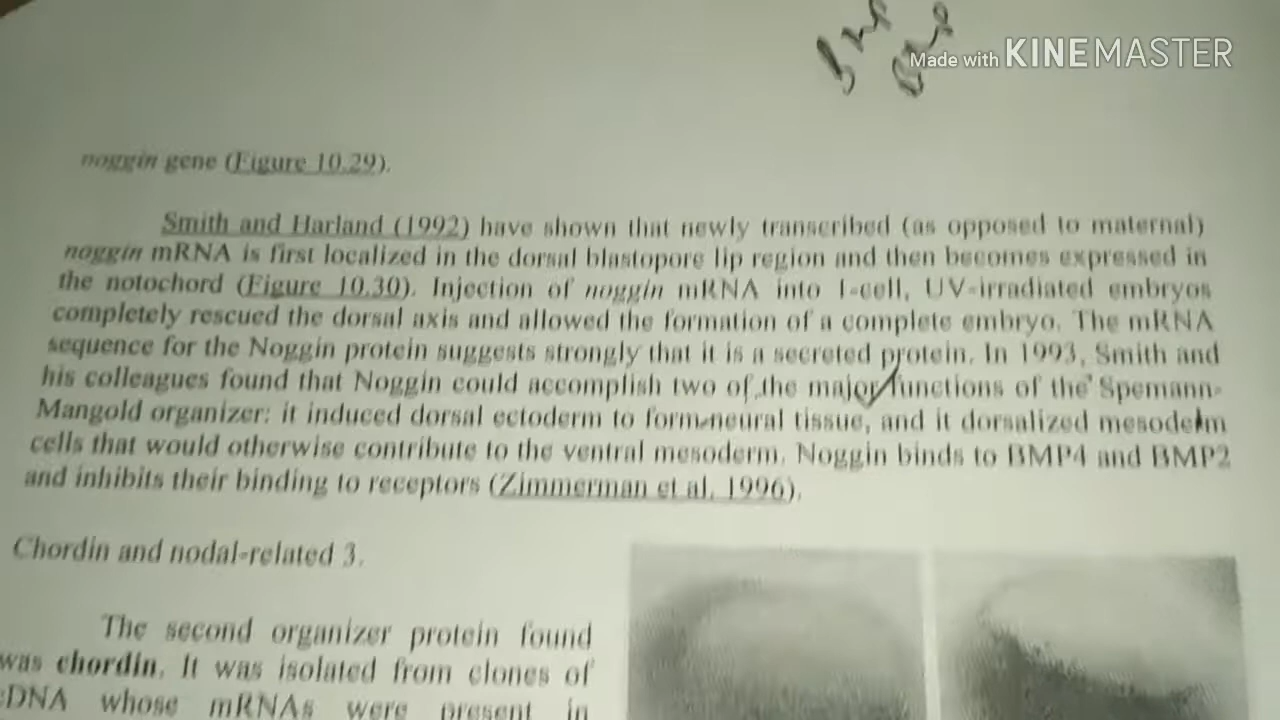 Made with KINEMASTER
noggin gene (Figure 10.29).
Smith and Harland (1992) have shown that newly transcribed (as opposed to maternal)
noggin mRNA is first localized in the dorsal blastopore lip region and then becomes expressed in
the notochord (Figure 10.30). Injection of noggin mRNA into 1-cell, UV-irradiated embryos
completely rescued the dorsal axis and allowed the formation of a complete embryo. The mRNA
sequence for the Noggin protein suggests strongly that it is a secreted protein. In 1993, Smith and
his colleagues found that Noggin could accomplish two of the major functions of the Spemann-
Mangold organizer: it induced dorsal ectoderm to form neural tissue, and it dorsalized mesoderm
cells that would otherwise contribute to the ventral mesoderm. Noggin binds to BMP4 and BMP2
and inhibits their binding to receptors (Zimmerman et al. 1996).
Chordin and nodal-related 3.
The second organizer protein found
was chordin. It was isolated from clones of
cDNA whose mRNAs were present in